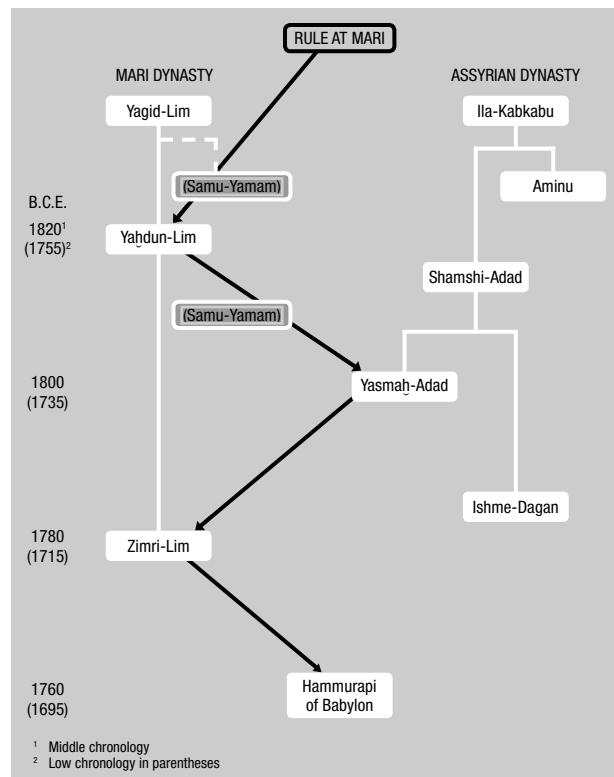 RULE AT MARI
MARI DYNASTY
ASSYRIAN DYNASTY
Yagid-Lim
Ila-Kabkabu
(Samu-Yamam)
Aminu
B.C.E.
1820¹
(1755)²
Yaḫdun-Lim
Shamshi-Adad
(Samu-Yamam)
1800
(1735)
Yasmaḫ-Adad
Ishme-Dagan
1780
(1715)
Zimri-Lim
1760
(1695)
Hammurapi
of Babylon
¹ Middle chronology
² Low chronology in parentheses